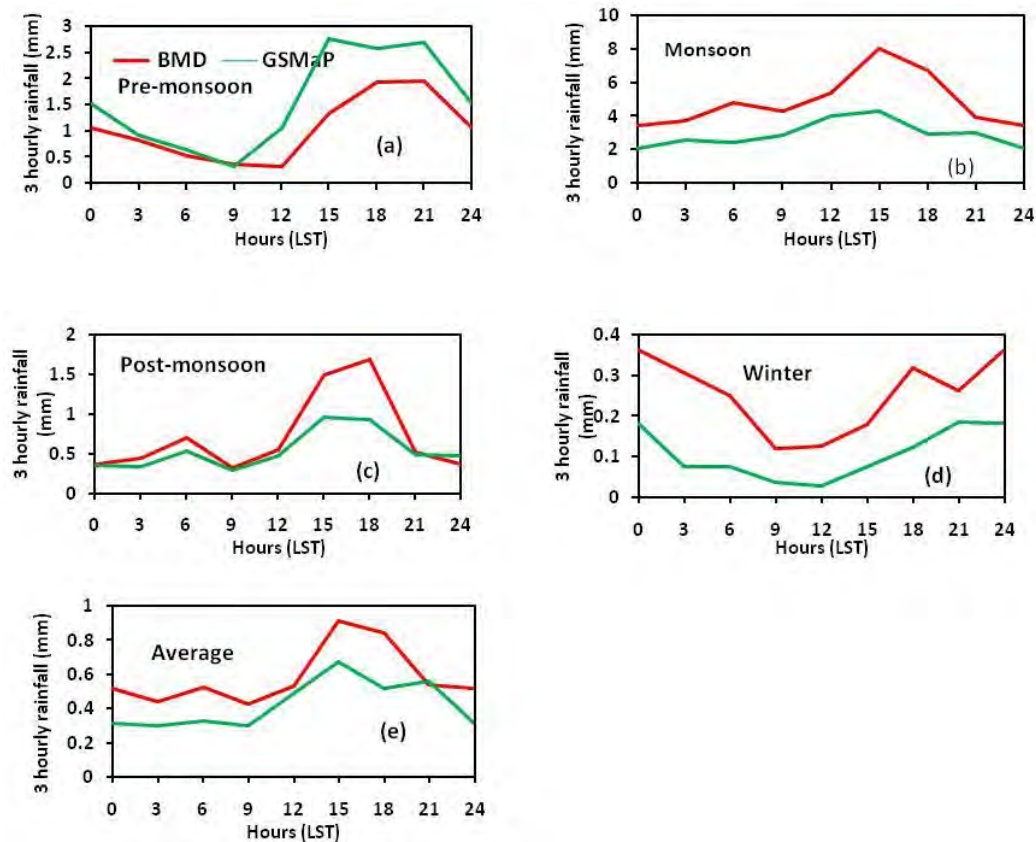 3 hourly rainfall (mm)
3
2.5
2
1.5
1
0.5
0
BMD GSMaP
Pre-monsoon
(a)
0 3 6 9 12 15 18 21 24
Hours (LST)
3 hourly rainfall (mm)
10
8
6
4
2
0
Monsoon
(b)
0 3 6 9 12 15 18 21 24
Hours (LST)
3 hourly rainfall
(mm)
2
1.5
1
0.5
0
Post-monsoon
(c)
0 3 6 9 12 15 18 21 24
Hours (LST)
3 hourly rainfall
(mm)
0.4
0.3
0.2
0.1
0
Winter
(d)
0 3 6 9 12 15 18 21 24
Hours (LST)
3 hourly rainfall (mm)
1
0.8
0.6
0.4
0.2
0
Average
(e)
0 3 6 9 12 15 18 21 24
Hours (LST)